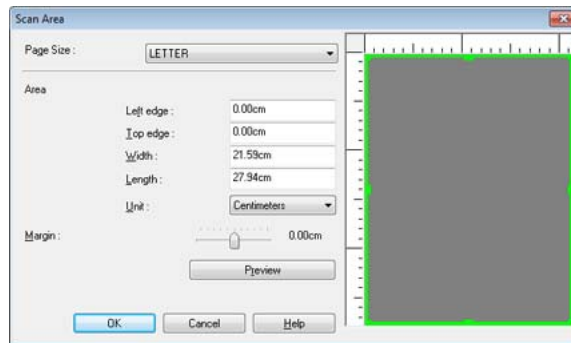 Scan Area
Page Size :
LETTER
Area
Left edge :
0.00cm
Top edge :
0.00cm
Width :
21.59cm
Length :
27.94cm
Unit :
Centimeters
Margin :
0.00cm
Preview
OK
Cancel
Help